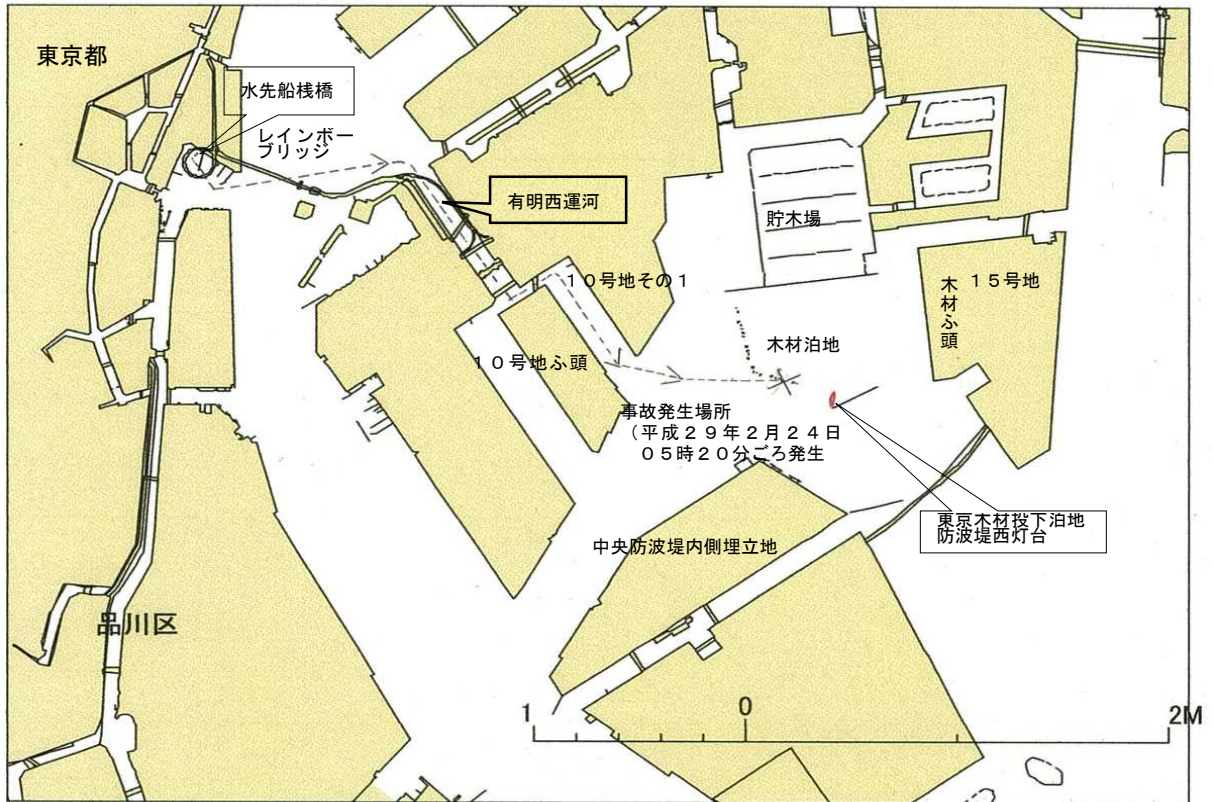 東京都
水先船桟橋
レインボー
ブリッジ
有明西運河
貯木場
10号地その1
木材ふ頭
15号地
木材泊地
10号地ふ頭
事故発生場所
(平成29年2月24日
05時20分ごろ発生
東京木材投下泊地
防波堤西灯台
中央防波堤内側埋立地
品川区
1
0
2M